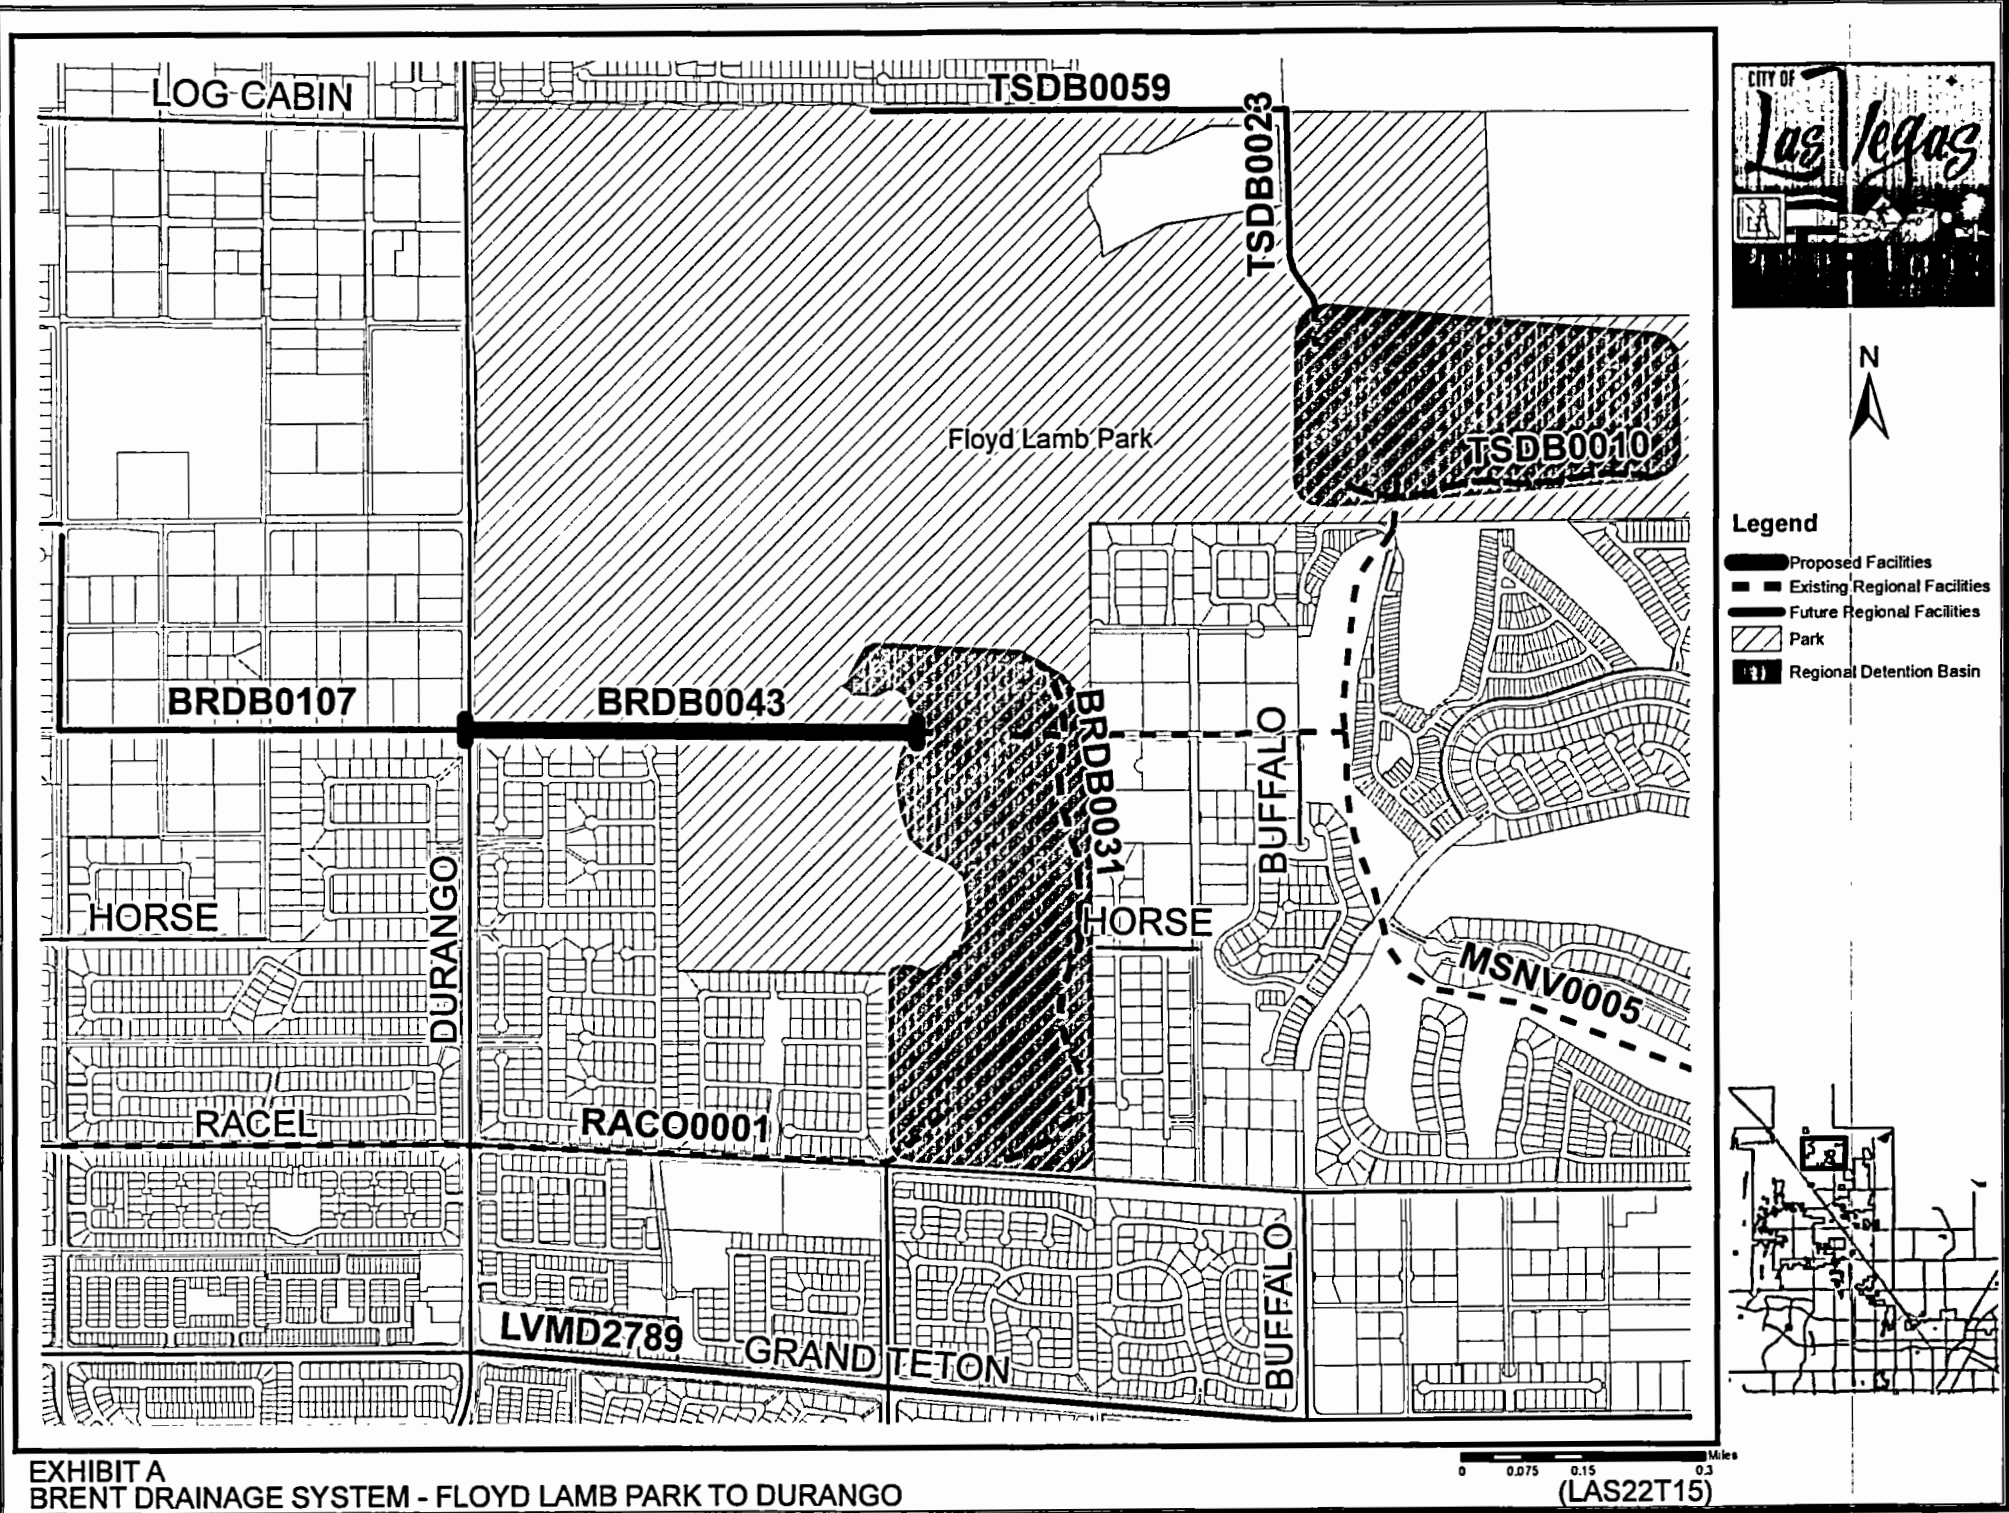 LOG CABIN
TSDB0059
TSDB0023
CITY OF
Las Vegas
N
Floyd Lamb Park
TSDB0010
Legend
Proposed Facilities
Existing Regional Facilities
Future Regional Facilities
Park
Regional Detention Basin
BRDB0107
BRDB0043
BRDB0031
BUFFALO
DURANGO
HORSE
HORSE
MSNV0005
RACEL
RACO0001
LVMD2789
GRAND TETON
BUFFALO
Miles
0 0.075 0.15 0.3
EXHIBIT A
BRENT DRAINAGE SYSTEM - FLOYD LAMB PARK TO DURANGO
(LAS22T15)